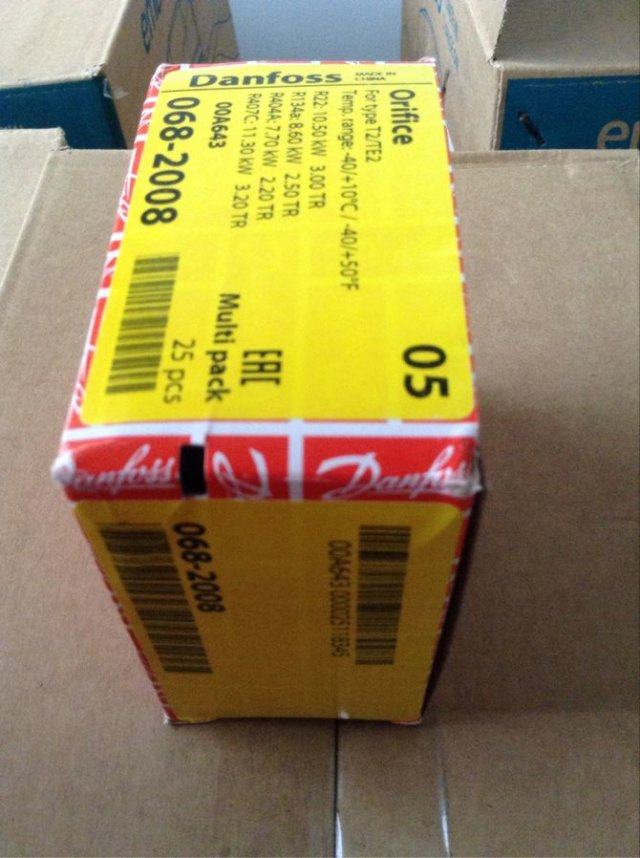 Danfoss
MADE IN
CHINA
Orifice
For type T2/TE2
Temp. range: -40/+10°C / -40/+50°F
R22: 10.50 kW 3.00 TR
R134a: 8.60 kW 2.50 TR
R404A: 7.70 kW 2.20 TR
R407C: 11.30 kW 3.20 TR
00A643
068-2008
05
EAC
Multi pack
25 pcs
Danfoss
Danfoss
068-2008